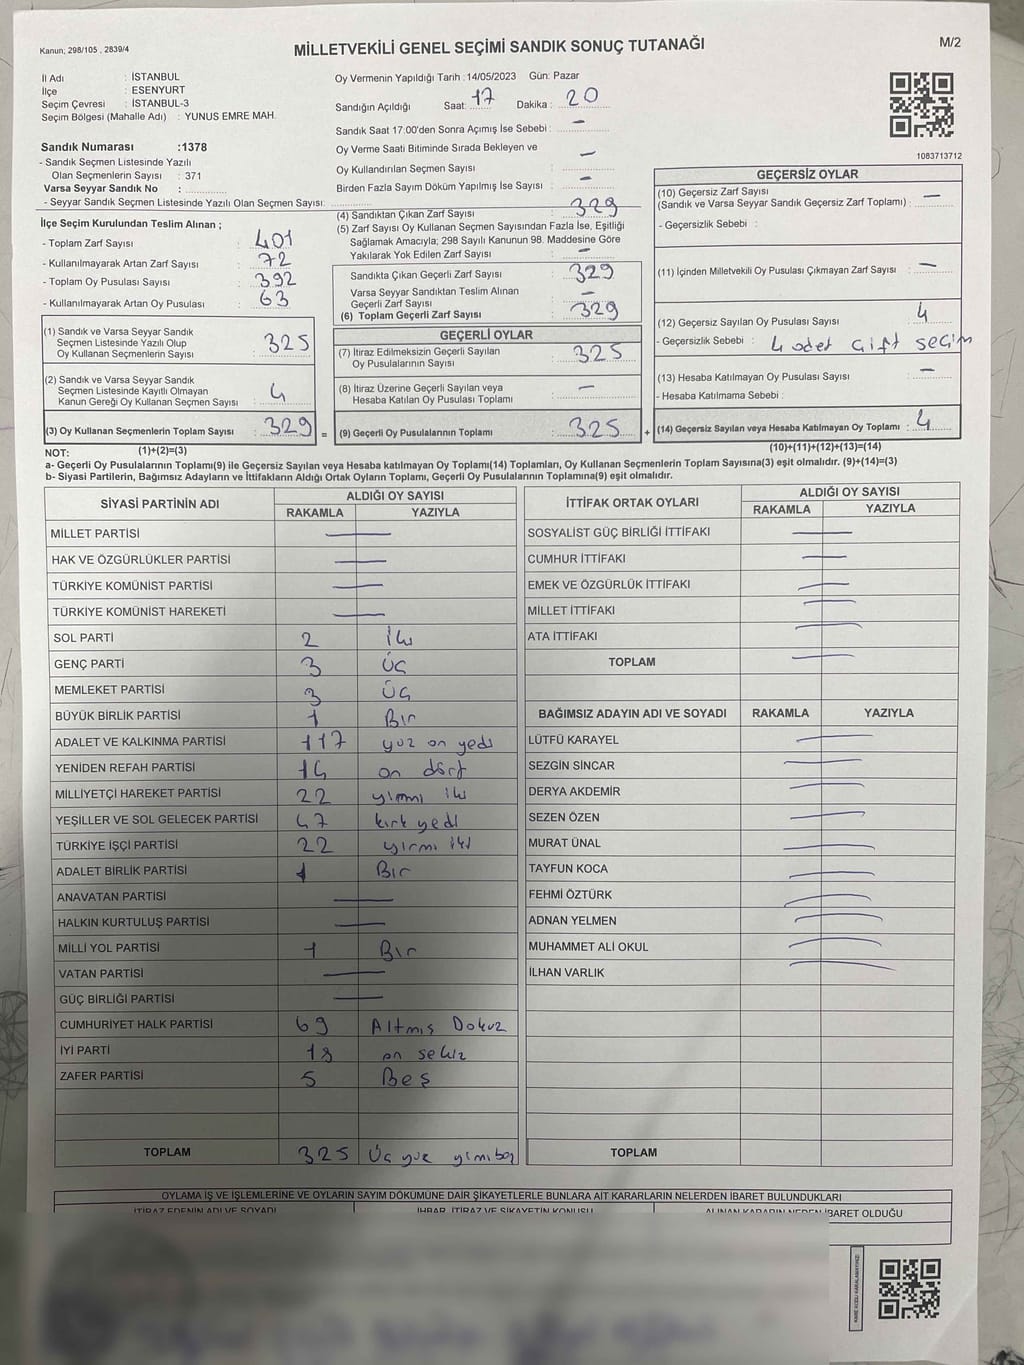 Kanun; 298/105 , 2839/4
MİLLETVEKİLİ GENEL SEÇİMİ SANDIK SONUÇ TUTANAĞI
M/2
İl Adı : İSTANBUL
İlçe : ESENYURT
Seçim Çevresi : İSTANBUL-3
Seçim Bölgesi (Mahalle Adı) : YUNUS EMRE MAH.
Sandık Numarası :1378
- Sandık Seçmen Listesinde Yazılı
Olan Seçmenlerin Sayısı : 371
Varsa Seyyar Sandık No :
- Seyyar Sandık Seçmen Listesinde Yazılı Olan Seçmen Sayısı:
Oy Vermenin Yapıldığı Tarih :14/05/2023 Gün: Pazar
Sandığın Açıldığı Saat: 17 Dakika : 20
Sandık Saat 17:00'den Sonra Açımış İse Sebebi : —
Oy Verme Saati Bitiminde Sırada Bekleyen ve
Oy Kullandırılan Seçmen Sayısı : —
Birden Fazla Sayım Döküm Yapılmış İse Sayısı : —
1083713712
İlçe Seçim Kurulundan Teslim Alınan ;
- Toplam Zarf Sayısı : 401
- Kullanılmayarak Artan Zarf Sayısı : 72
- Toplam Oy Pusulası Sayısı : 392
- Kullanılmayarak Artan Oy Pusulası : 63
(1) Sandık ve Varsa Seyyar Sandık
Seçmen Listesinde Yazılı Olup
Oy Kullanan Seçmenlerin Sayısı : 325
(2) Sandık ve Varsa Seyyar Sandık
Seçmen Listesinde Kayıtlı Olmayan
Kanun Gereği Oy Kullanan Seçmen Sayısı : 4
(3) Oy Kullanan Seçmenlerin Toplam Sayısı : 329 =
(1)+(2)=(3)
(4) Sandıktan Çıkan Zarf Sayısı : 329
(5) Zarf Sayısı Oy Kullanan Seçmen Sayısından Fazla İse, Eşitliği
Sağlamak Amacıyla; 298 Sayılı Kanunun 98. Maddesine Göre
Yakılarak Yok Edilen Zarf Sayısı : —
Sandıkta Çıkan Geçerli Zarf Sayısı : 329
Varsa Seyyar Sandıktan Teslim Alınan
Geçerli Zarf Sayısı : —
(6) Toplam Geçerli Zarf Sayısı : 329
GEÇERLİ OYLAR
(7) İtiraz Edilmeksizin Geçerli Sayılan
Oy Pusulalarının Sayısı : 325
(8) İtiraz Üzerine Geçerli Sayılan veya
Hesaba Katılan Oy Pusulası Toplamı : —
(9) Geçerli Oy Pusulalarının Toplamı : 325 +
GEÇERSİZ OYLAR
(10) Geçersiz Zarf Sayısı
(Sandık ve Varsa Seyyar Sandık Geçersiz Zarf Toplamı) : —
- Geçersizlik Sebebi :
(11) İçinden Milletvekili Oy Pusulası Çıkmayan Zarf Sayısı : —
(12) Geçersiz Sayılan Oy Pusulası Sayısı : 4
- Geçersizlik Sebebi : 4 adet çift seçim
(13) Hesaba Katılmayan Oy Pusulası Sayısı : —
- Hesaba Katılmama Sebebi :
(14) Geçersiz Sayılan veya Hesaba Katılmayan Oy Toplamı : 4
(10)+(11)+(12)+(13)=(14)
NOT:
a- Geçerli Oy Pusulalarının Toplamı(9) ile Geçersiz Sayılan veya Hesaba katılmayan Oy Toplamı(14) Toplamları, Oy Kullanan Seçmenlerin Toplam Sayısına(3) eşit olmalıdır. (9)+(14)=(3)
b- Siyasi Partilerin, Bağımsız Adayların ve İttifakların Aldığı Ortak Oyların Toplamı, Geçerli Oy Pusulalarının Toplamına(9) eşit olmalıdır.
SİYASİ PARTİNİN ADI ALDIĞI OY SAYISI
RAKAMLA YAZIYLA
MİLLET PARTİSİ —
HAK VE ÖZGÜRLÜKLER PARTİSİ —
TÜRKİYE KOMÜNİST PARTİSİ —
TÜRKİYE KOMÜNİST HAREKETİ —
SOL PARTİ 2 İki
GENÇ PARTİ 3 Üç
MEMLEKET PARTİSİ 3 Üç
BÜYÜK BİRLİK PARTİSİ 1 Bir
ADALET VE KALKINMA PARTİSİ 117 yüz on yedi
YENİDEN REFAH PARTİSİ 14 on dört
MİLLİYETÇİ HAREKET PARTİSİ 22 yirmi iki
YEŞİLLER VE SOL GELECEK PARTİSİ 47 kırk yedi
TÜRKİYE İŞÇİ PARTİSİ 22 yirmi iki
ADALET BİRLİK PARTİSİ 1 Bir
ANAVATAN PARTİSİ —
HALKIN KURTULUŞ PARTİSİ —
MİLLİ YOL PARTİSİ 1 Bir
VATAN PARTİSİ —
GÜÇ BİRLİĞİ PARTİSİ —
CUMHURİYET HALK PARTİSİ 69 Altmış Dokuz
İYİ PARTİ 18 on sekiz
ZAFER PARTİSİ 5 Beş
TOPLAM 325 Üç yüz yimibeş
İTTİFAK ORTAK OYLARI ALDIĞI OY SAYISI
RAKAMLA YAZIYLA
SOSYALİST GÜÇ BİRLİĞİ İTTİFAKI —
CUMHUR İTTİFAKI —
EMEK VE ÖZGÜRLÜK İTTİFAKI —
MİLLET İTTİFAKI —
ATA İTTİFAKI —
TOPLAM —
BAĞIMSIZ ADAYIN ADI VE SOYADI RAKAMLA YAZIYLA
LÜTFÜ KARAYEL —
SEZGİN SİNCAR —
DERYA AKDEMİR —
SEZEN ÖZEN —
MURAT ÜNAL —
TAYFUN KOCA —
FEHMİ ÖZTÜRK —
ADNAN YELMEN —
MUHAMMET ALİ OKUL —
İLHAN VARLIK —
TOPLAM
OYLAMA İŞ VE İŞLEMLERİNE VE OYLARIN SAYIM DÖKÜMÜNE DAİR ŞİKAYETLERLE BUNLARA AİT KARARLARIN NELERDEN İBARET BULUNDUKLARI
İTİRAZ EDENİN ADI VE SOYADI İHBAR, İTİRAZ VE ŞİKAYETİN KONUSU ALINAN KARARIN NEDEN İBARET OLDUĞU